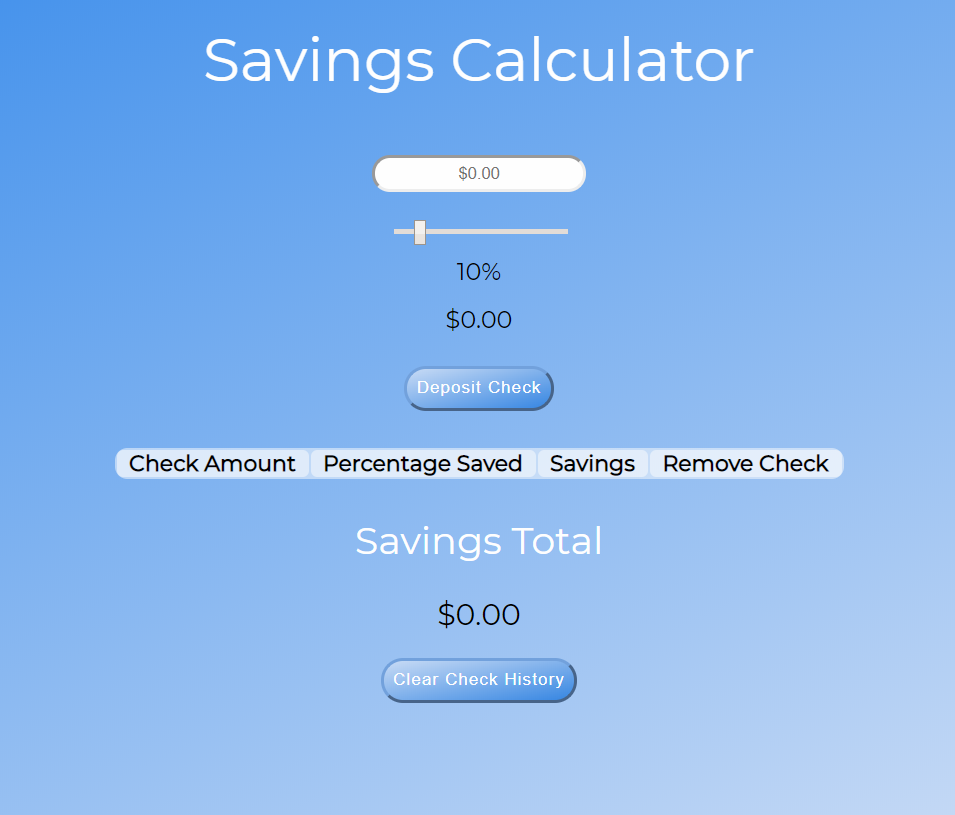 Savings Calculator
$0.00
10%
$0.00
Deposit Check
Check Amount Percentage Saved Savings Remove Check
Savings Total
$0.00
Clear Check History